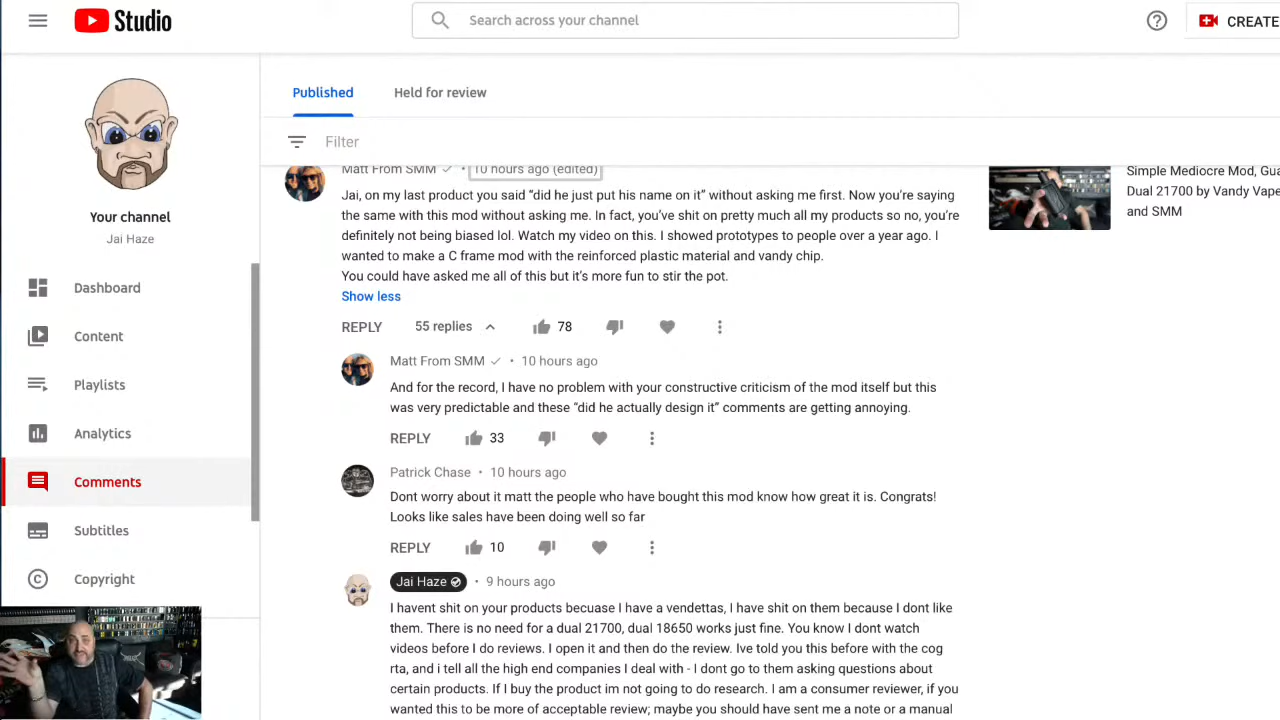 Studio
Search across your channel
CREATE
Your channel
Jai Haze
Dashboard
Content
Playlists
Analytics
Comments
Subtitles
Copyright
Published
Held for review
Filter
Matt From SMM • 10 hours ago (edited)
Jai, on my last product you said “did he just put his name on it” without asking me first. Now you’re saying
the same with this mod without asking me. In fact, you’ve shit on pretty much all my products so no, you’re
definitely not being biased lol. Watch my video on this. I showed prototypes to people over a year ago. I
wanted to make a C frame mod with the reinforced plastic material and vandy chip.
You could have asked me all of this but it’s more fun to stir the pot.
Show less
REPLY 55 replies 78
Simple Mediocre Mod, Gua
Dual 21700 by Vandy Vape
and SMM
Matt From SMM • 10 hours ago
And for the record, I have no problem with your constructive criticism of the mod itself but this
was very predictable and these “did he actually design it” comments are getting annoying.
REPLY 33
Patrick Chase • 10 hours ago
Dont worry about it matt the people who have bought this mod know how great it is. Congrats!
Looks like sales have been doing well so far
REPLY 10
Jai Haze • 9 hours ago
I havent shit on your products becuase I have a vendettas, I have shit on them because I dont like
them. There is no need for a dual 21700, dual 18650 works just fine. You know I dont watch
videos before I do reviews. I open it and then do the review. Ive told you this before with the cog
rta, and i tell all the high end companies I deal with - I dont go to them asking questions about
certain products. If I buy the product im not going to do research. I am a consumer reviewer, if you
wanted this to be more of acceptable review; maybe you should have sent me a note or a manual